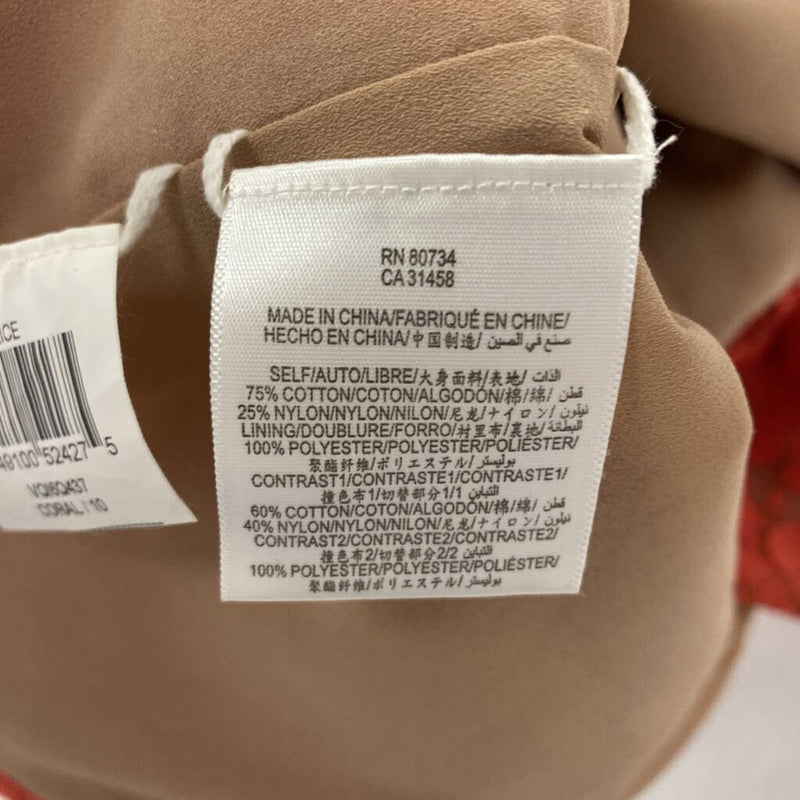 RN 80734
CA 31458
MADE IN CHINA/FABRIQUÉ EN CHINE/
HECHO EN CHINA/中国制造/ صنع في الصين
SELF/AUTO/LIBRE/大身面料/表地/ الذات/
75% COTTON/COTON/ALGODÓN/棉/綿/ قطن/
25% NYLON/NYLON/NILON/尼龙/ナイロン/ نيلون/
LINING/DOUBLURE/FORRO/衬里布/裏地/ البطانة/
100% POLYESTER/POLYESTER/POLIÉSTER/
聚酯纤维/ポリエステル/ بوليستر/
CONTRAST1/CONTRASTE1/CONTRASTE1/
撞色布1/切替部分1/ التباين 1/
60% COTTON/COTON/ALGODÓN/棉/綿/ قطن/
40% NYLON/NYLON/NILON/尼龙/ナイロン/ نيلون/
CONTRAST2/CONTRASTE2/CONTRASTE2/
撞色布2/切替部分2/ التباين 2/
100% POLYESTER/POLYESTER/POLIÉSTER/
聚酯纤维/ポリエステル/ بوليستر/
ICE
49100 52427 5
VQI8Q437
CORAL / 10